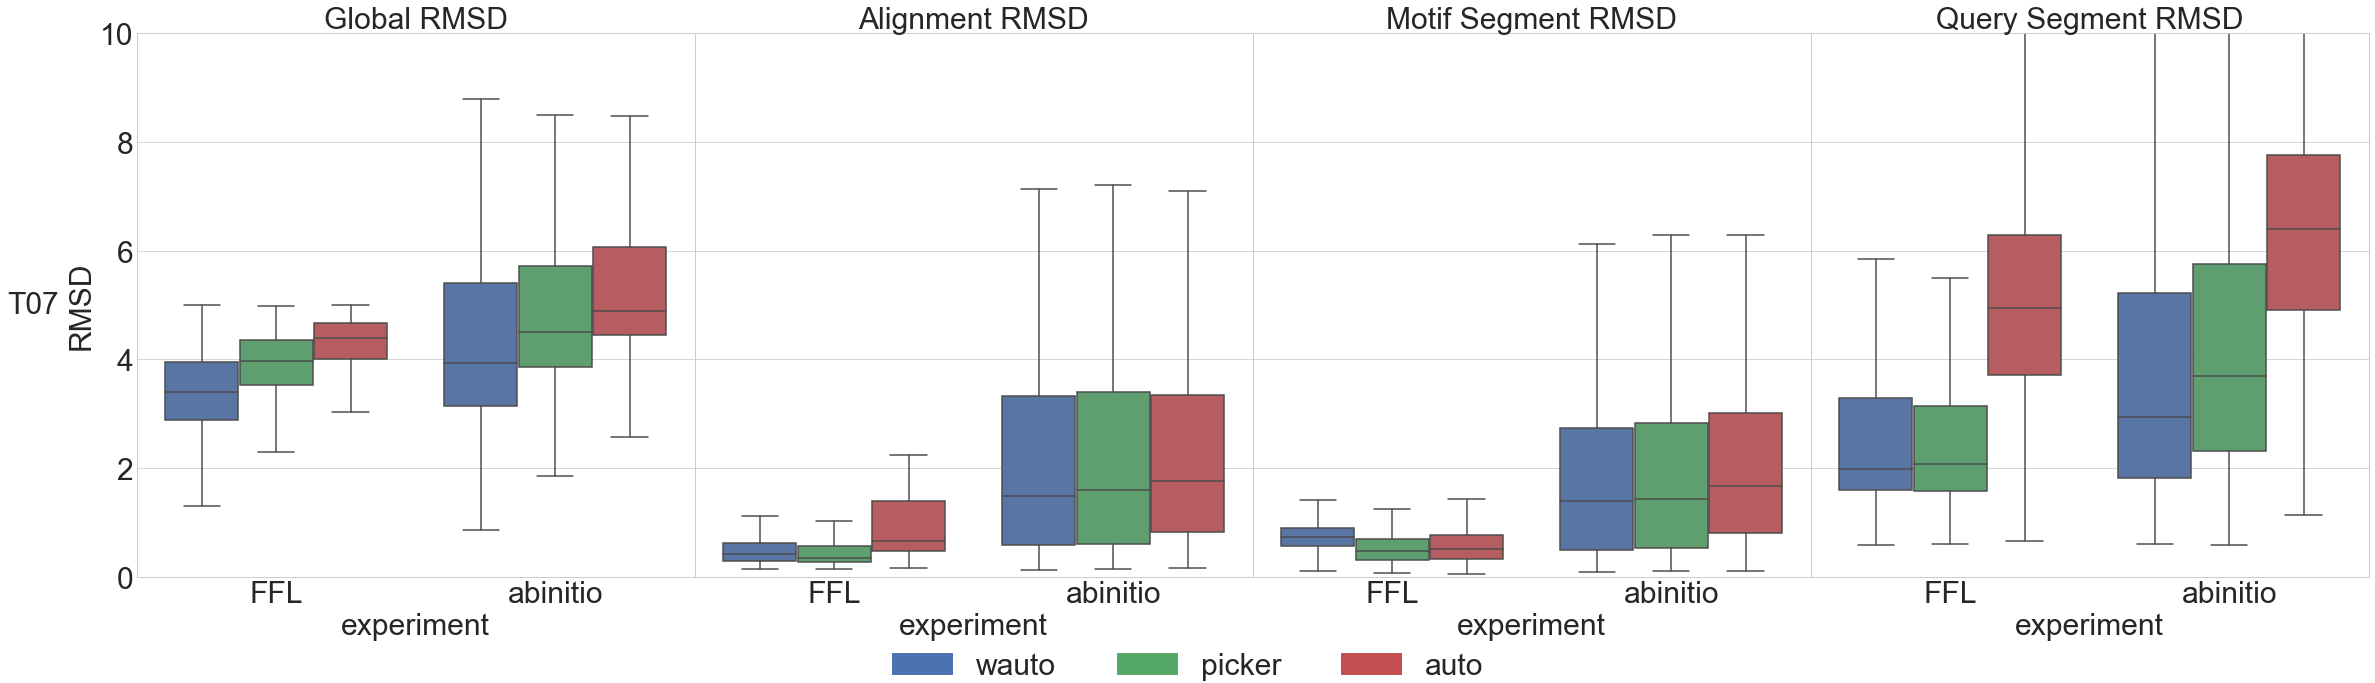 Global RMSD Alignment RMSD Motif Segment RMSD Query Segment RMSD
10
8
6
T07 RMSD
4
2
0
FFL abinitio FFL abinitio FFL abinitio FFL abinitio
experiment experiment experiment experiment
wauto picker auto